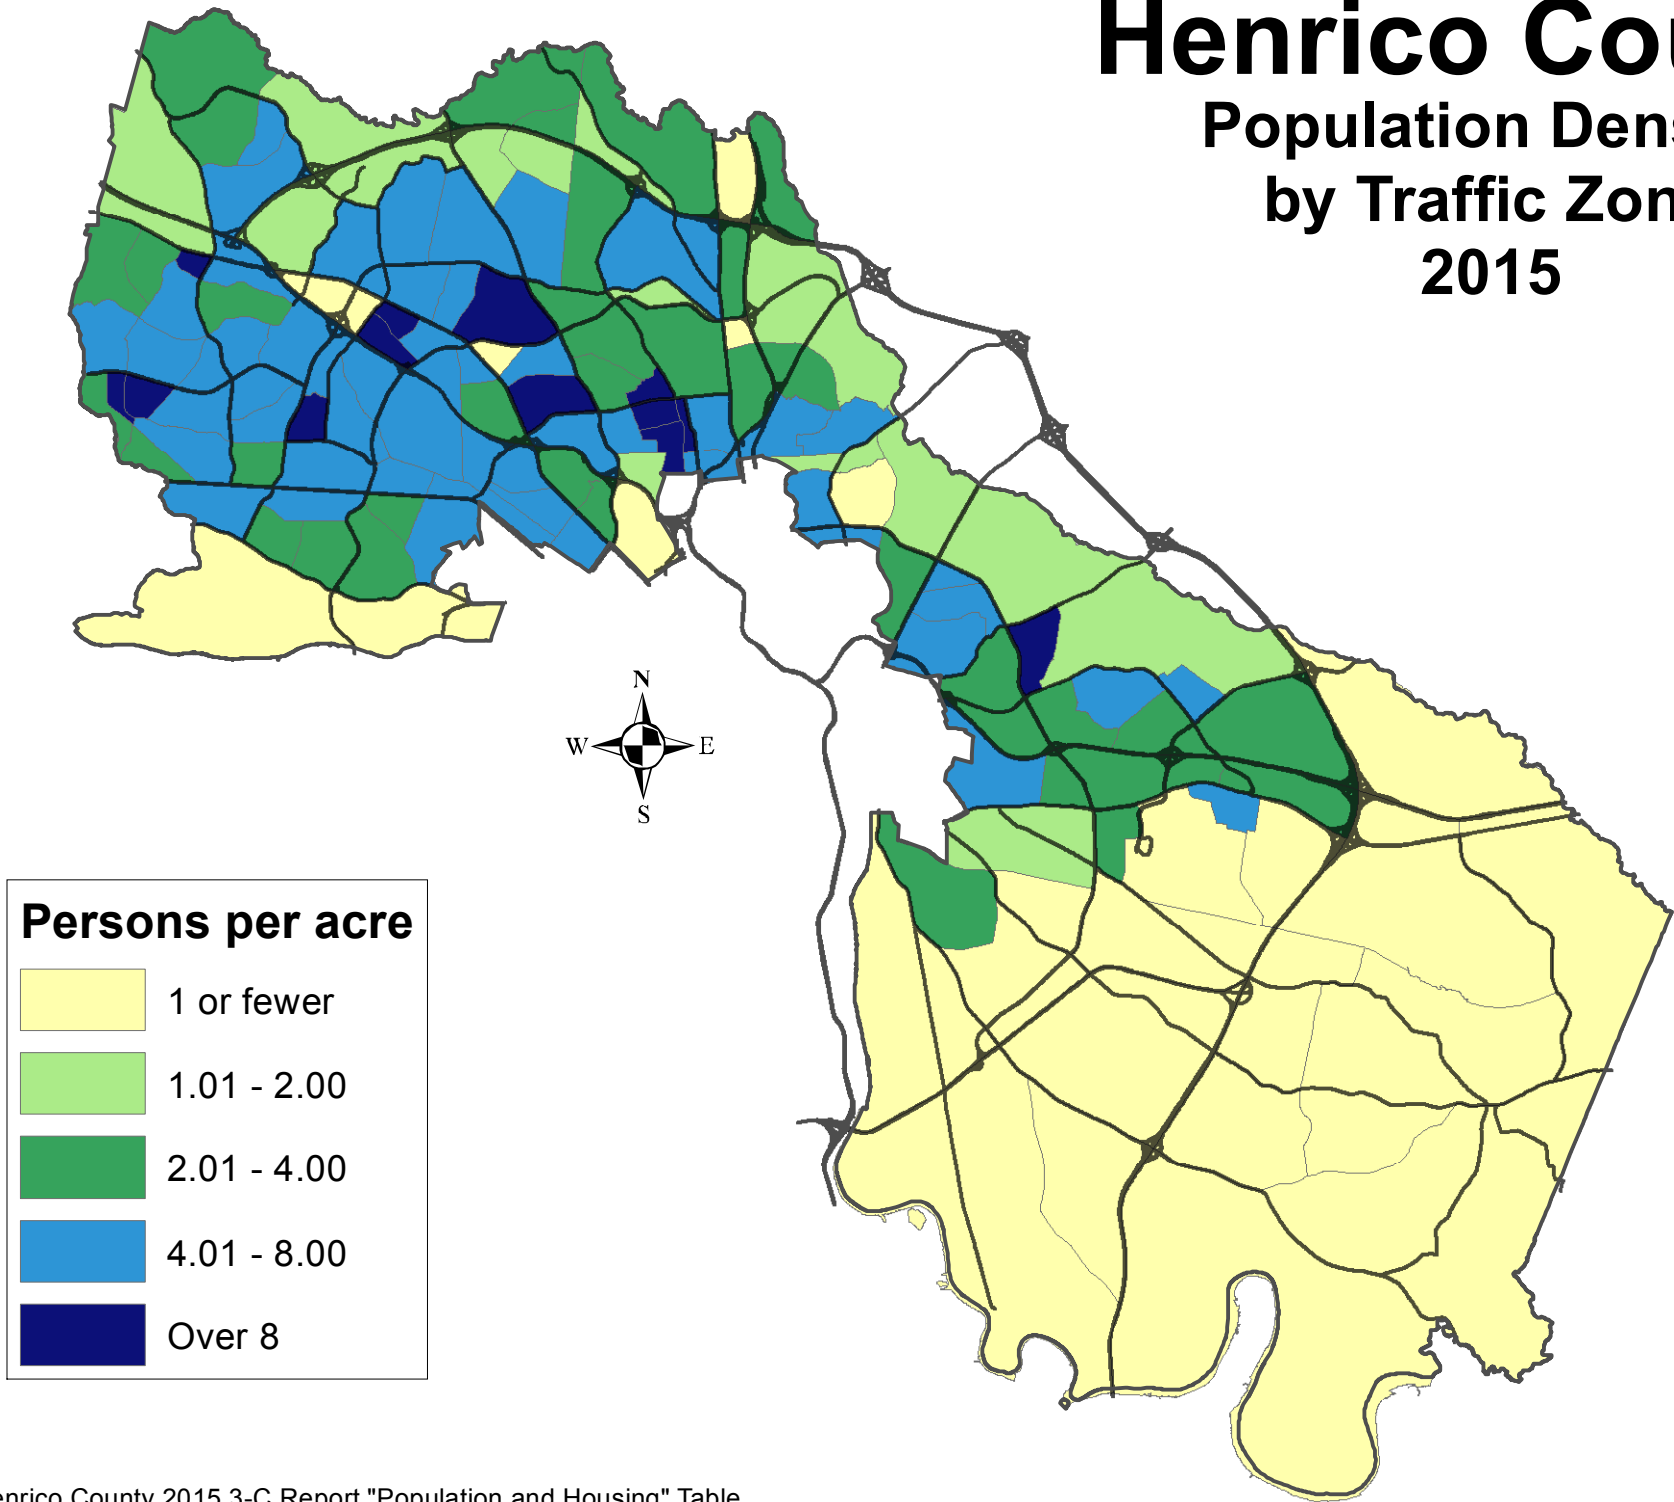 Henrico Cou
Population Dens
by Traffic Zon
2015
N
W E
S
Persons per acre
1 or fewer
1.01 - 2.00
2.01 - 4.00
4.01 - 8.00
Over 8
enrico County 2015 3-C Report "Population and Housing" Table